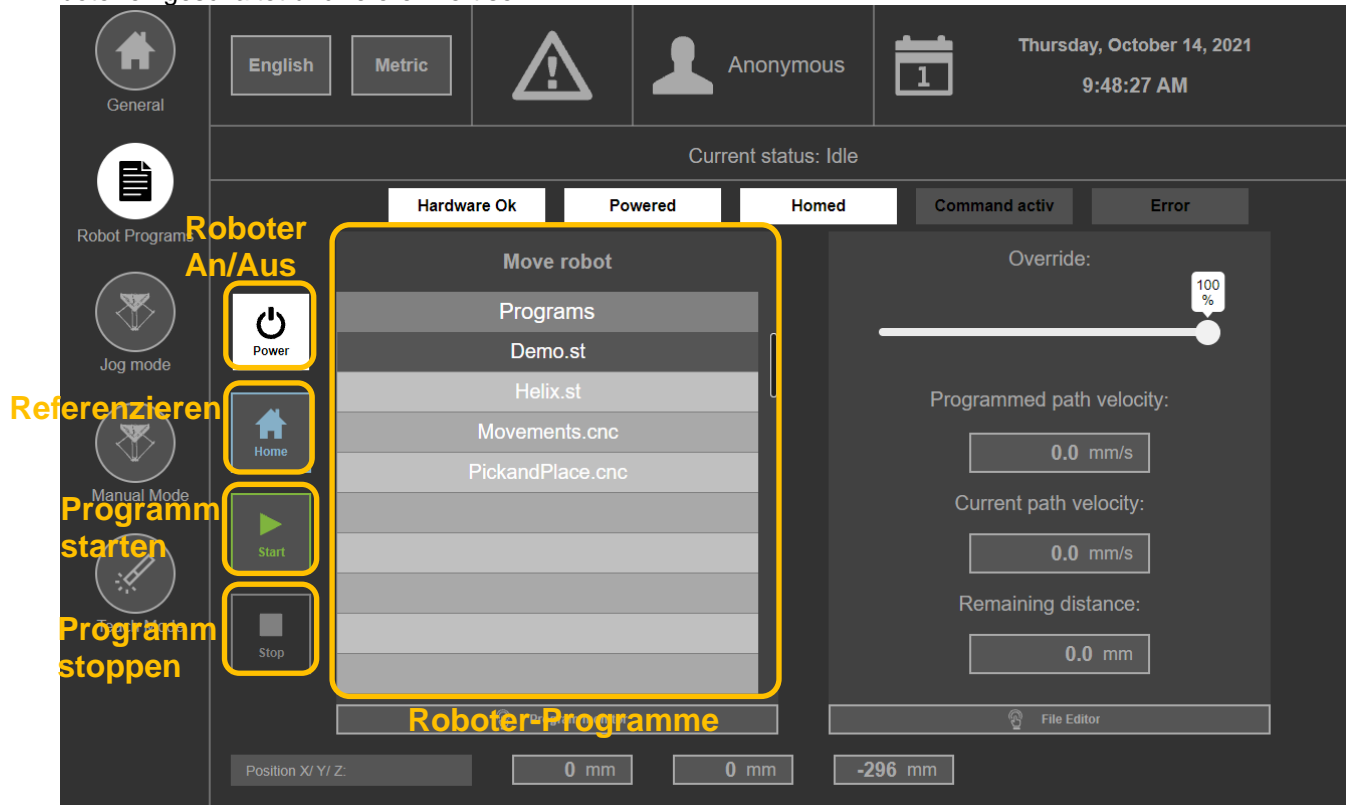 General
English
Metric
Anonymous
1
Thursday, October 14, 2021
9:48:27 AM
Current status: Idle
Robot Programs
Hardware Ok
Powered
Homed
Command activ
Error
Roboter
An/Aus
Power
Jog mode
Referenzieren
Home
Manual Mode
Programm
starten
Start
Teach Mode
Programm
stoppen
Stop
Move robot
Programs
Demo.st
Helix.st
Movements.cnc
PickandPlace.cnc
Roboter-Programme
Override:
100
%
Programmed path velocity:
0.0 mm/s
Current path velocity:
0.0 mm/s
Remaining distance:
0.0 mm
File Editor
Position X/ Y/ Z:
0 mm
0 mm
-296 mm